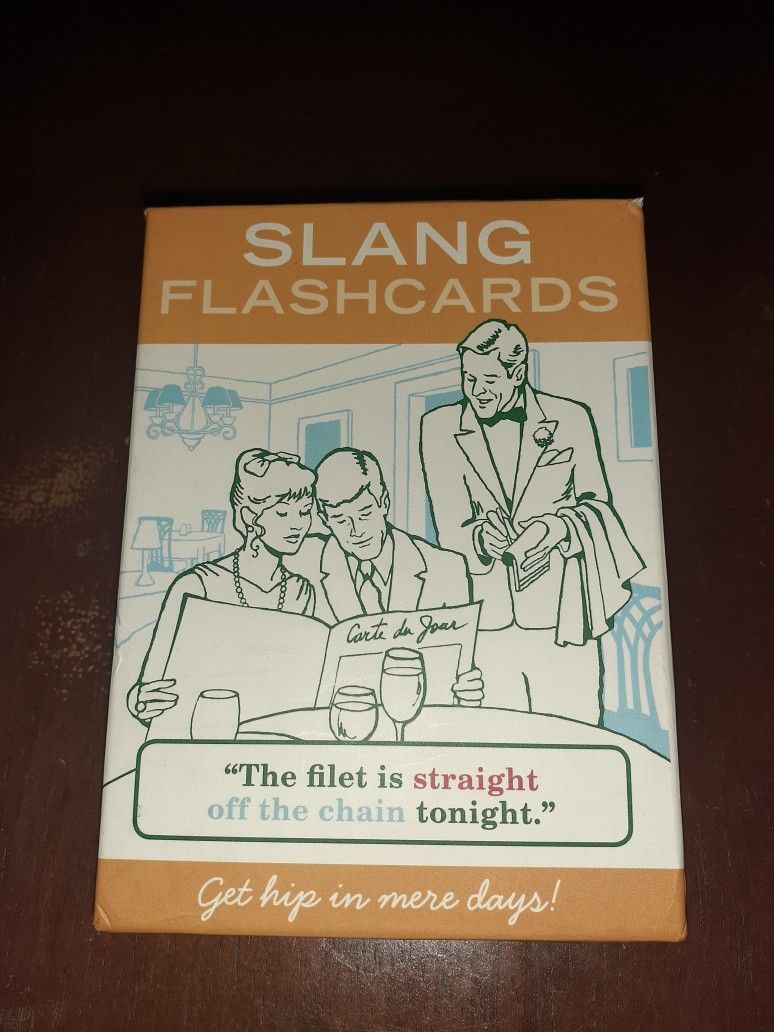 SLANG
FLASHCARDS
Carte du Jour
“The filet is straight
off the chain tonight.”
Get hip in mere days!